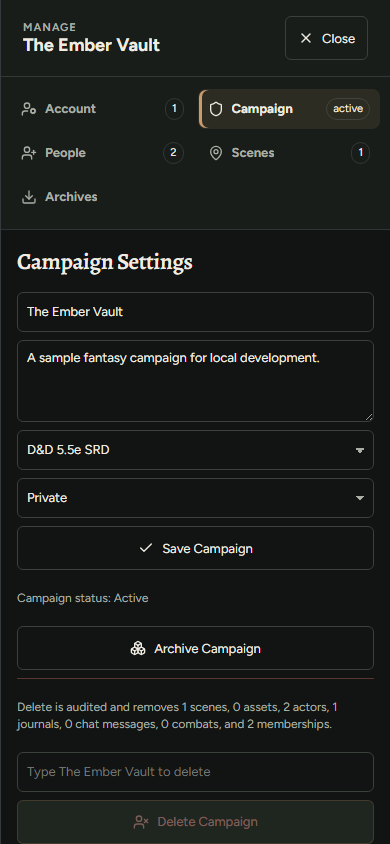 MANAGE
The Ember Vault
Close
Account 1
Campaign active
People 2
Scenes 1
Archives
Campaign Settings
The Ember Vault
A sample fantasy campaign for local development.
D&D 5.5e SRD
Private
Save Campaign
Campaign status: Active
Archive Campaign
Delete is audited and removes 1 scenes, 0 assets, 2 actors, 1
journals, 0 chat messages, 0 combats, and 2 memberships.
Type The Ember Vault to delete
Delete Campaign